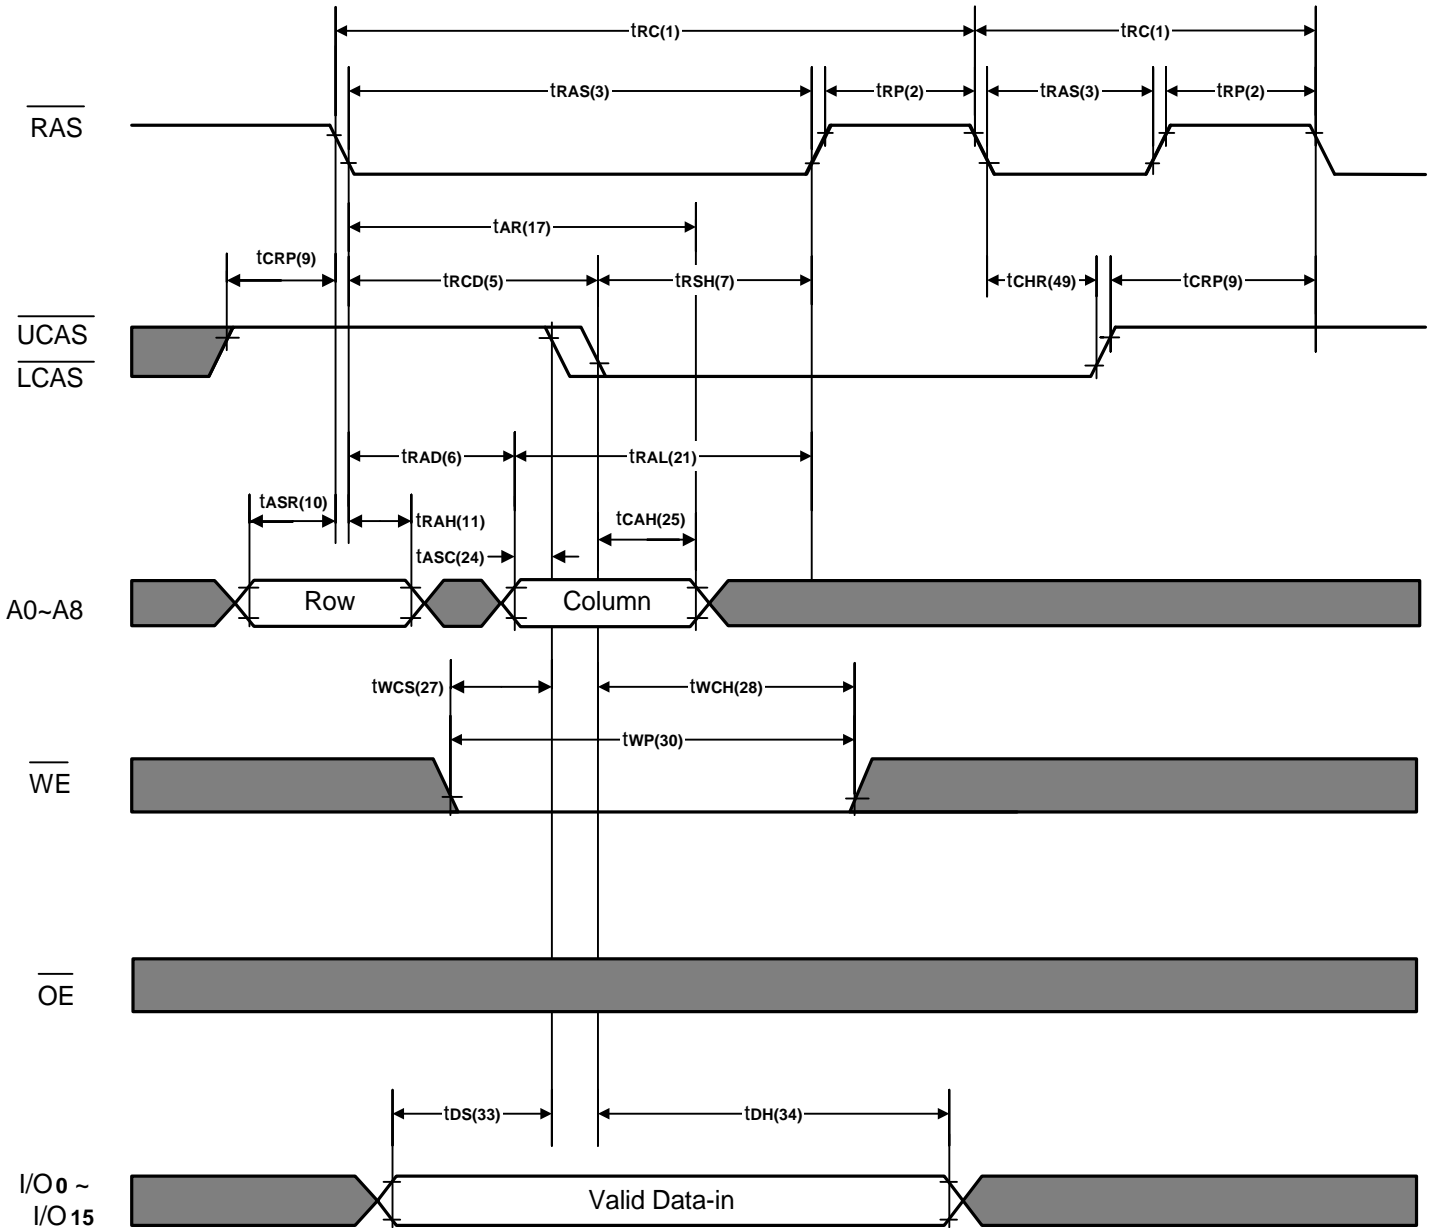 tRC(1) tRC(1)
tRAS(3) tRP(2) tRAS(3) tRP(2)
RAS
tAR(17)
tCRP(9) tRCD(5) tRSH(7) tCHR(49) tCRP(9)
UCAS
LCAS
tRAD(6) tRAL(21)
tASR(10) tRAH(11) tCAH(25)
tASC(24)
A0~A8 Row Column
tWCS(27) tWCH(28)
tWP(30)
WE
OE
tDS(33) tDH(34)
I/O0 ~
Valid Data-in
I/O15